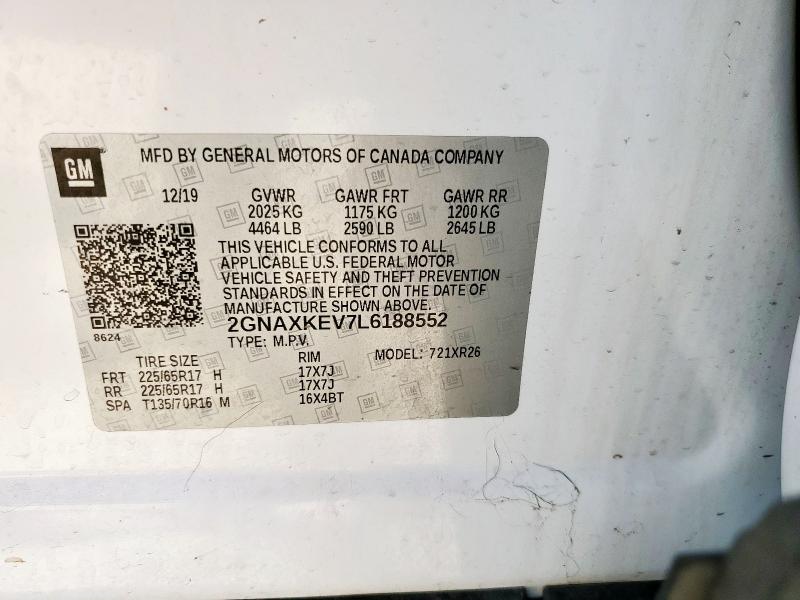 GM
MFD BY GENERAL MOTORS OF CANADA COMPANY
12/19 GVWR GAWR FRT GAWR RR
2025 KG 1175 KG 1200 KG
4464 LB 2590 LB 2645 LB
THIS VEHICLE CONFORMS TO ALL
APPLICABLE U.S. FEDERAL MOTOR
VEHICLE SAFETY AND THEFT PREVENTION
STANDARDS IN EFFECT ON THE DATE OF
MANUFACTURE SHOWN ABOVE.
2GNAXKEV7L6188552
8624
TYPE: M.P.V. MODEL: 721XR26
TIRE SIZE RIM
FRT 225/65R17 H 17X7J
RR 225/65R17 H 17X7J
SPA T135/70R16 M 16X4BT